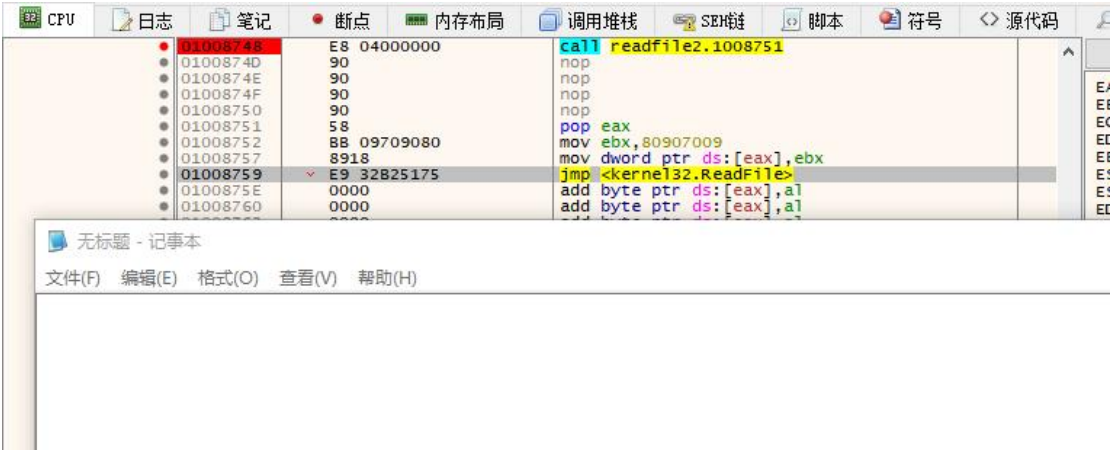 CPU 日志 笔记 断点 内存布局 调用堆栈 SEH链 脚本 符号 源代码
01008748 E8 04000000 call readfile2.1008751
0100874D 90 nop
0100874E 90 nop
0100874F 90 nop
01008750 90 nop
01008751 58 pop eax
01008752 BB 09709080 mov ebx,80907009
01008757 8918 mov dword ptr ds:[eax],ebx
01008759 E9 32B25175 jmp <kernel32.ReadFile>
0100875E 0000 add byte ptr ds:[eax],al
01008760 0000 add byte ptr ds:[eax],al
无标题 - 记事本
文件(F) 编辑(E) 格式(O) 查看(V) 帮助(H)